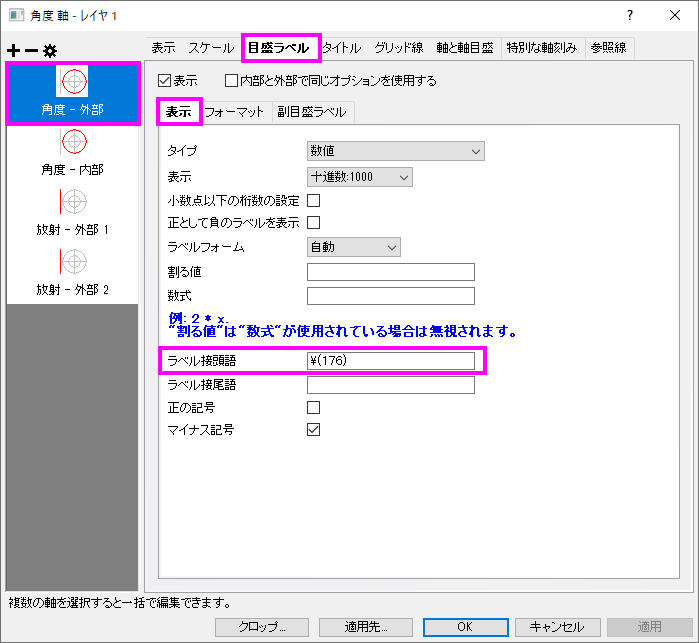 角度 軸 - レイヤ 1
?
表示 スケール 目盛ラベル タイトル グリッド線 軸と軸目盛 特別な軸刻み 参照線
角度 - 外部
角度 - 内部
放射 - 外部 1
放射 - 外部 2
表示 内部と外部で同じオプションを使用する
表示 フォーマット 副目盛ラベル
タイプ 数値
表示 十進数:1000
小数点以下の桁数の設定
正として負のラベルを表示
ラベルフォーム 自動
割る値
数式
例: 2 * x.
"割る値"は"数式"が使用されている場合は無視されます。
ラベル接頭語 ¥(176)
ラベル接尾語
正の記号
マイナス記号
複数の軸を選択すると一括で編集できます。
クロップ... 適用先... OK キャンセル 適用